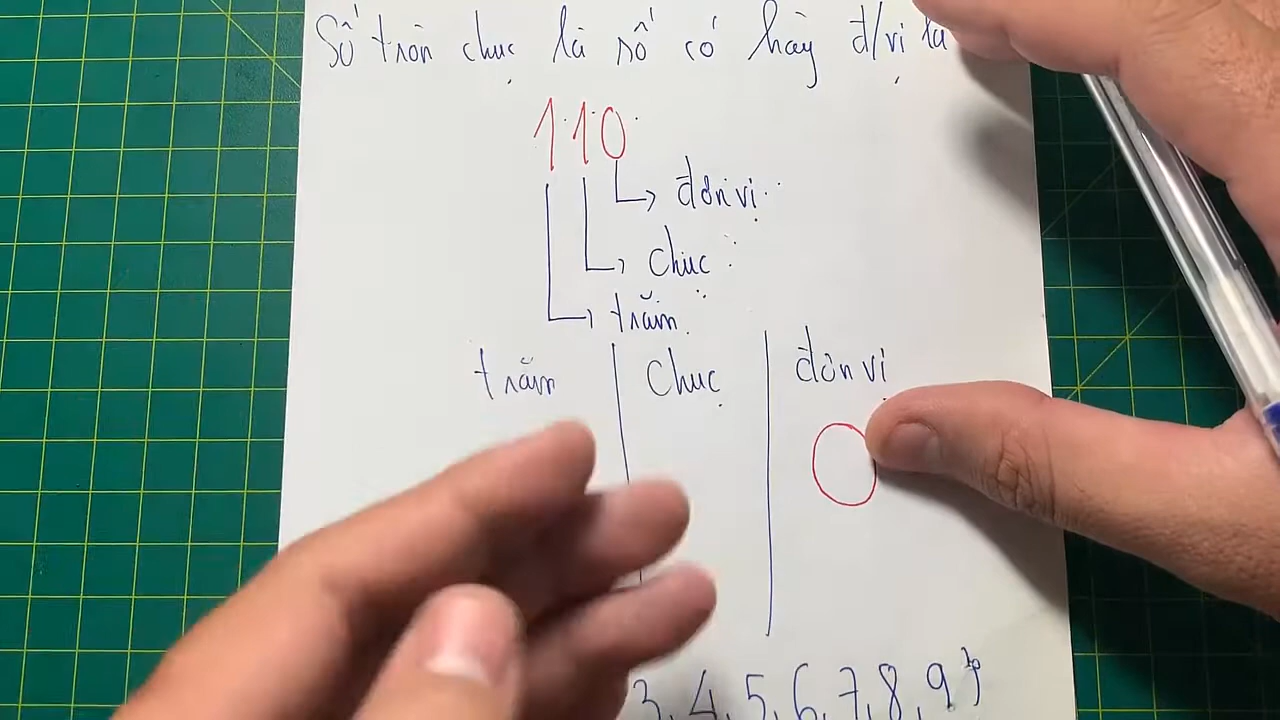 Số tròn chục là số có hàng đ/vị là
110
đơn vị
chục
trăm
trăm chục đơn vị
0
3, 4, 5, 6, 7, 8, 9}